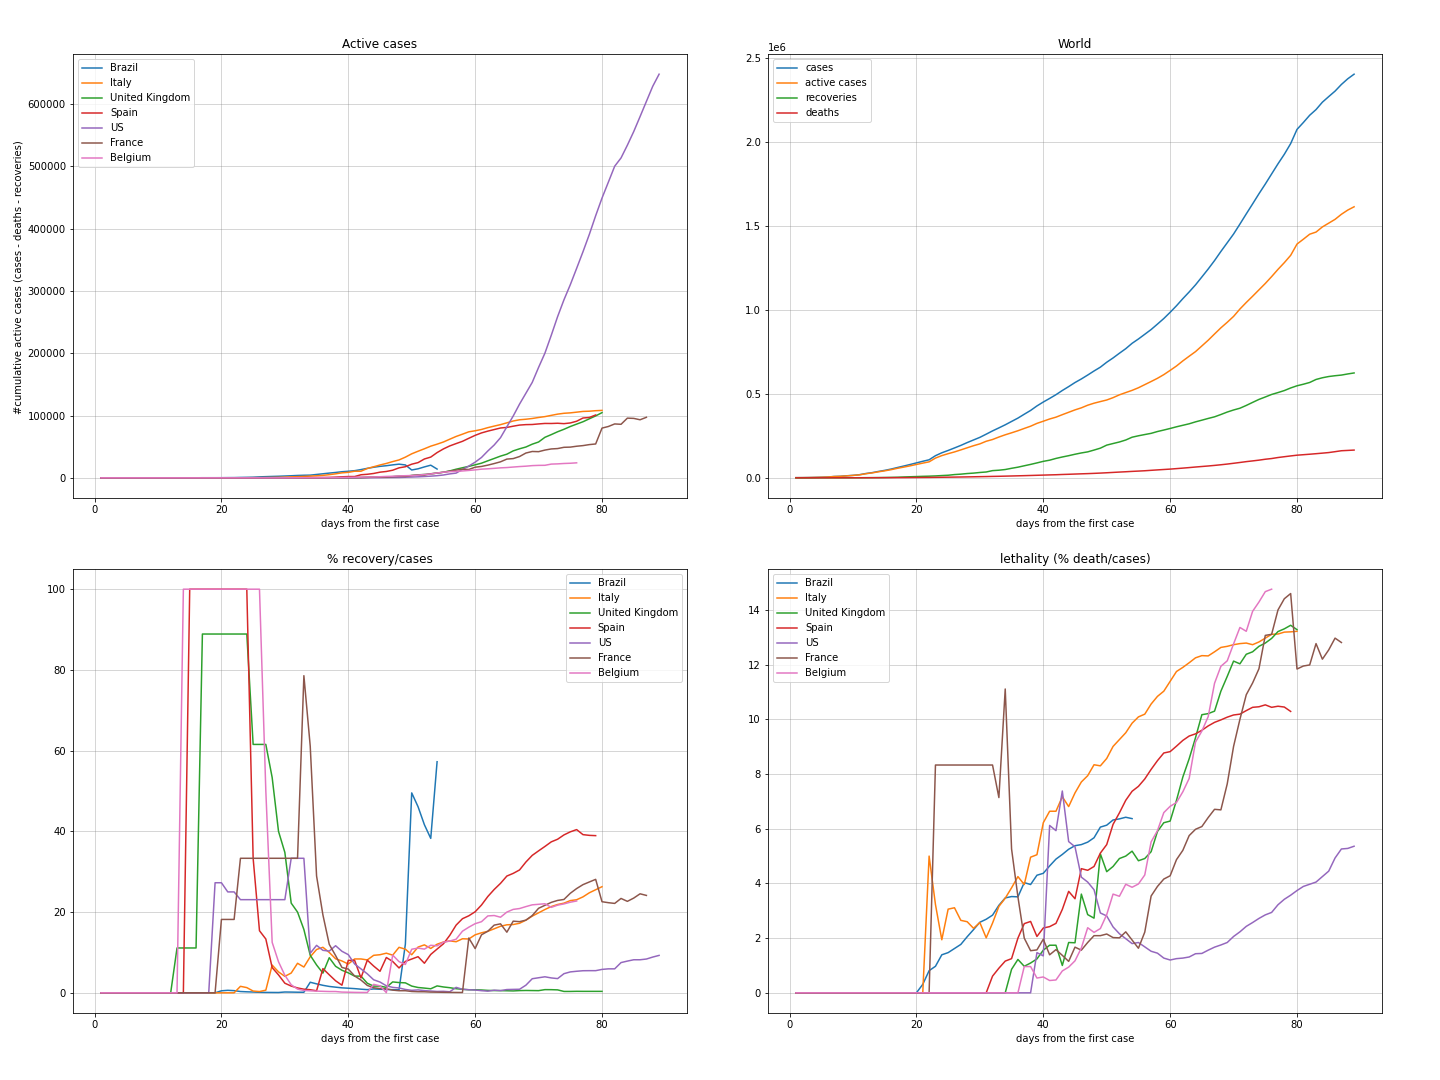 Active cases
#cumulative active cases (cases - deaths - recoveries)
600000
500000
400000
300000
200000
100000
0
Brazil
Italy
United Kingdom
Spain
US
France
Belgium
0 20 40 60 80
days from the first case
World
1e6
2.5
2.0
1.5
1.0
0.5
0.0
cases
active cases
recoveries
deaths
0 20 40 60 80
days from the first case
% recovery/cases
100
80
60
40
20
0
Brazil
Italy
United Kingdom
Spain
US
France
Belgium
0 20 40 60 80
days from the first case
lethality (% death/cases)
14
12
10
8
6
4
2
0
Brazil
Italy
United Kingdom
Spain
US
France
Belgium
0 20 40 60 80
days from the first case